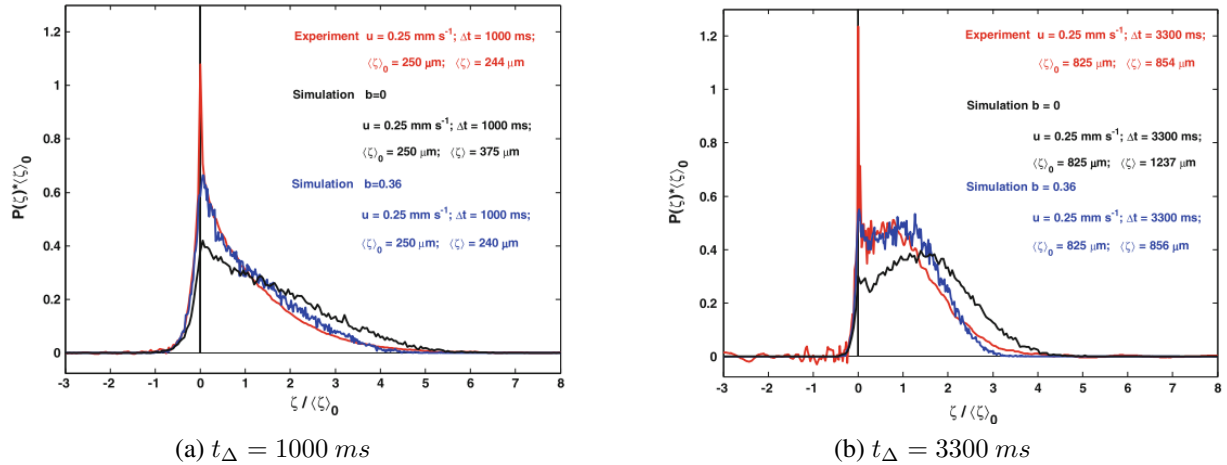 1.2
1
0.8
0.6
0.4
0.2
0
P(ζ)*⟨ζ⟩₀
Experiment u = 0.25 mm s⁻¹; Δt = 1000 ms;
⟨ζ⟩₀ = 250 μm; ⟨ζ⟩ = 244 μm
Simulation b=0
u = 0.25 mm s⁻¹; Δt = 1000 ms;
⟨ζ⟩₀ = 250 μm; ⟨ζ⟩ = 375 μm
Simulation b=0.36
u = 0.25 mm s⁻¹; Δt = 1000 ms;
⟨ζ⟩₀ = 250 μm; ⟨ζ⟩ = 240 μm
-3 -2 -1 0 1 2 3 4 5 6 7 8
ζ / ⟨ζ⟩₀
(a) t_Δ = 1000 ms
1.2
1
0.8
0.6
0.4
0.2
0
P(ζ)*⟨ζ⟩₀
Experiment u = 0.25 mm s⁻¹; Δt = 3300 ms;
⟨ζ⟩₀ = 825 μm; ⟨ζ⟩ = 854 μm
Simulation b = 0
u = 0.25 mm s⁻¹; Δt = 3300 ms;
⟨ζ⟩₀ = 825 μm; ⟨ζ⟩ = 1237 μm
Simulation b = 0.36
u = 0.25 mm s⁻¹; Δt = 3300 ms;
⟨ζ⟩₀ = 825 μm; ⟨ζ⟩ = 856 μm
-3 -2 -1 0 1 2 3 4 5 6 7 8
ζ / ⟨ζ⟩₀
(b) t_Δ = 3300 ms